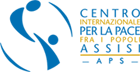 CENTRO
INTERNAZIONALE
PER LA PACE
FRA I POPOLI
ASSISI
— APS —